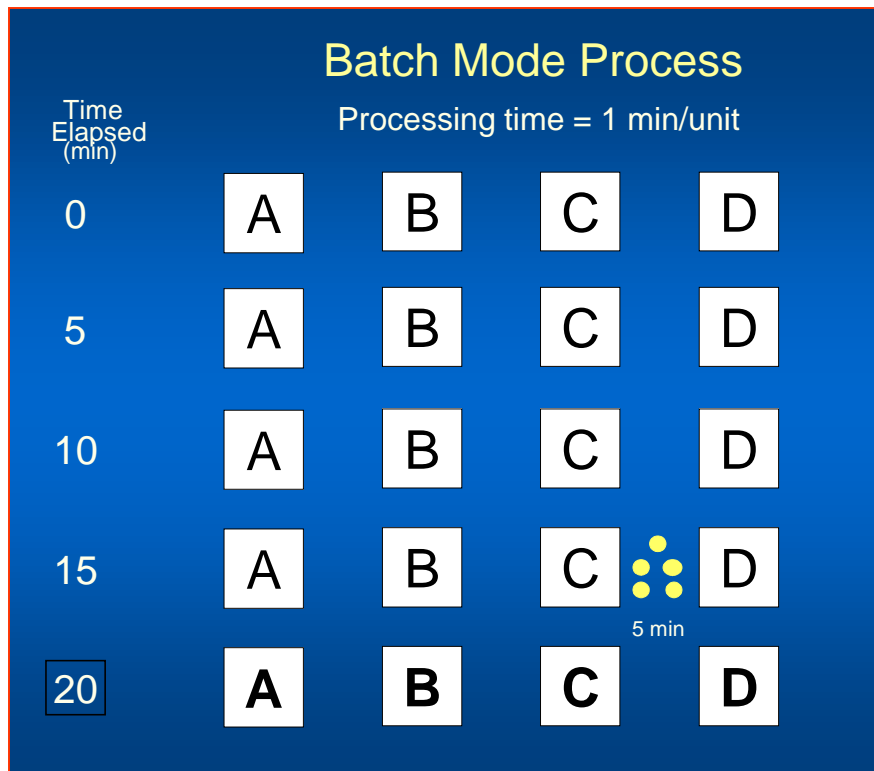 Batch Mode Process
Time
Elapsed
(min)
Processing time = 1 min/unit
0 A B C D
5 A B C D
10 A B C D
15 A B C D
5 min
20 A B C D